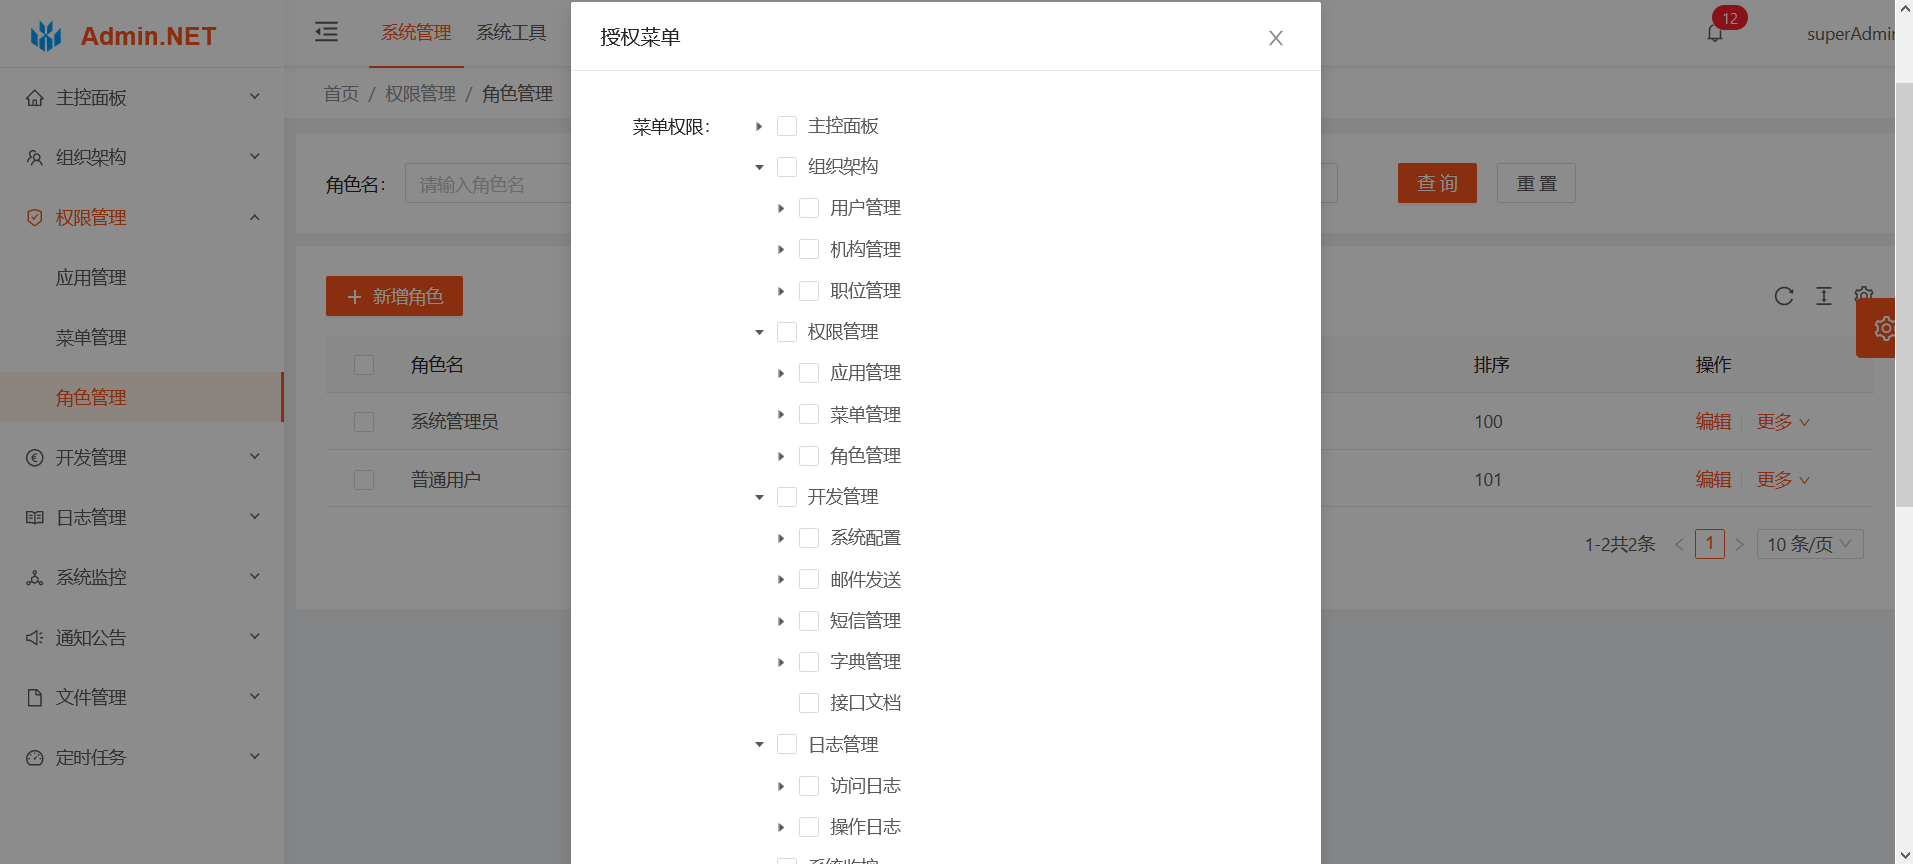 Admin.NET
系统管理
系统工具
12
superAdmin
主控面板
组织架构
权限管理
应用管理
菜单管理
角色管理
开发管理
日志管理
系统监控
通知公告
文件管理
定时任务
首页 / 权限管理 / 角色管理
角色名:
请输入角色名
查 询
重 置
新增角色
角色名
排序
操作
系统管理员
100
编辑
更多
普通用户
101
编辑
更多
1-2共2条
1
10 条/页
授权菜单
菜单权限:
主控面板
组织架构
用户管理
机构管理
职位管理
权限管理
应用管理
菜单管理
角色管理
开发管理
系统配置
邮件发送
短信管理
字典管理
接口文档
日志管理
访问日志
操作日志
系统监控